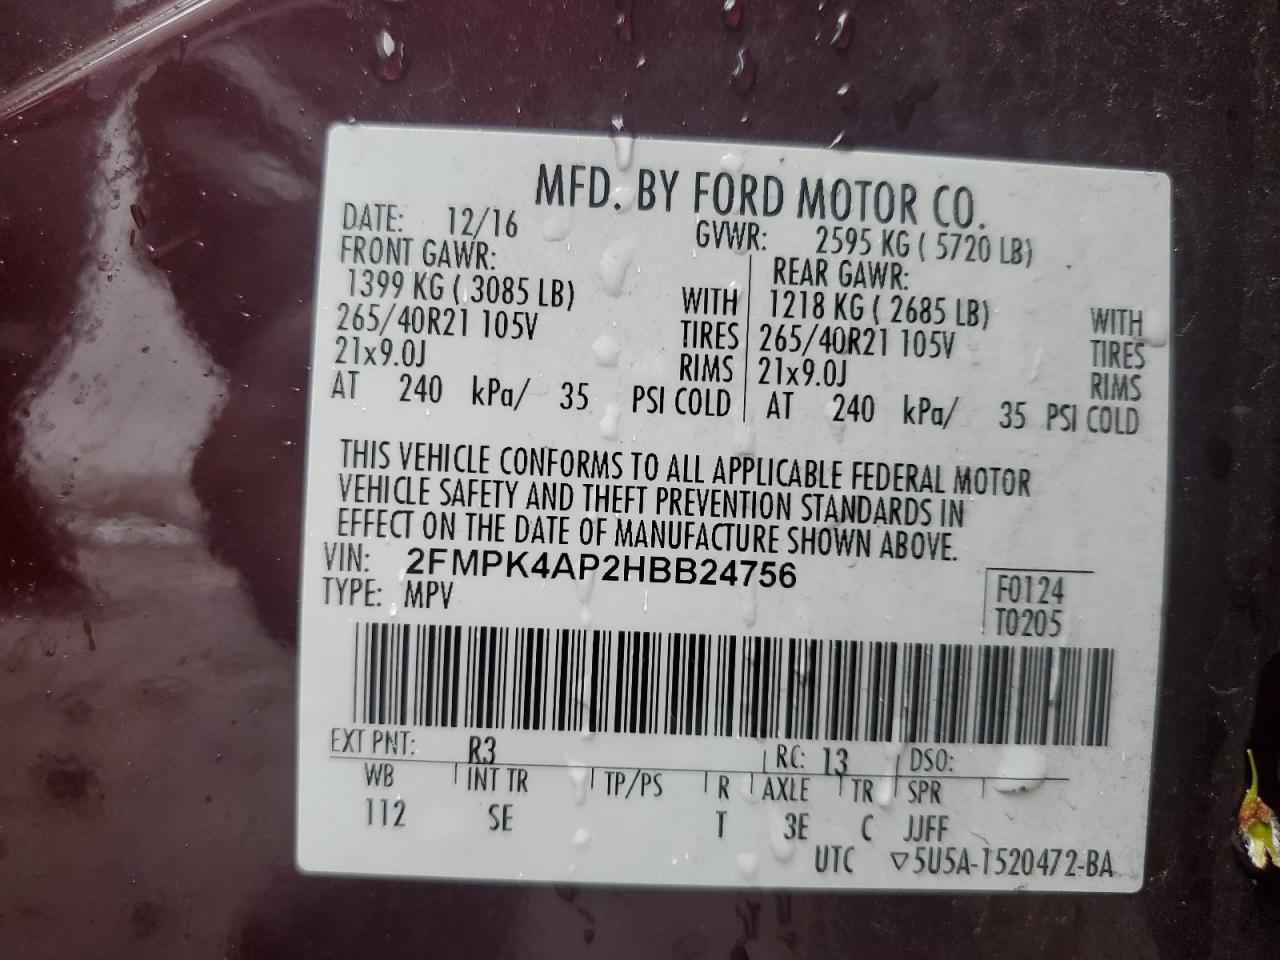 MFD. BY FORD MOTOR CO.
DATE: 12/16 GVWR: 2595 KG ( 5720 LB)
FRONT GAWR: REAR GAWR:
1399 KG ( 3085 LB) WITH 1218 KG ( 2685 LB) WITH
265/40R21 105V TIRES 265/40R21 105V TIRES
21x9.0J RIMS 21x9.0J RIMS
AT 240 kPa/ 35 PSI COLD AT 240 kPa/ 35 PSI COLD
THIS VEHICLE CONFORMS TO ALL APPLICABLE FEDERAL MOTOR
VEHICLE SAFETY AND THEFT PREVENTION STANDARDS IN
EFFECT ON THE DATE OF MANUFACTURE SHOWN ABOVE.
VIN: 2FMPK4AP2HBB24756 F0124
TYPE: MPV T0205
EXT PNT: R3 RC: 13 DSO:
WB INT TR TP/PS R AXLE TR SPR
112 SE T 3E C JJFF
UTC ▽5U5A-1520472-BA